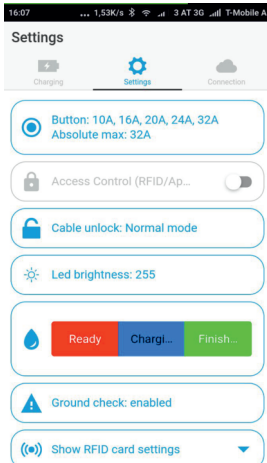 16:07 ... 1,53K/s 3 AT 3G T-Mobile A
Settings
Charging Settings Connection
Button: 10A, 16A, 20A, 24A, 32A
Absolute max: 32A
Access Control (RFID/Ap...
Cable unlock: Normal mode
Led brightness: 255
Ready Chargi... Finish...
Ground check: enabled
Show RFID card settings